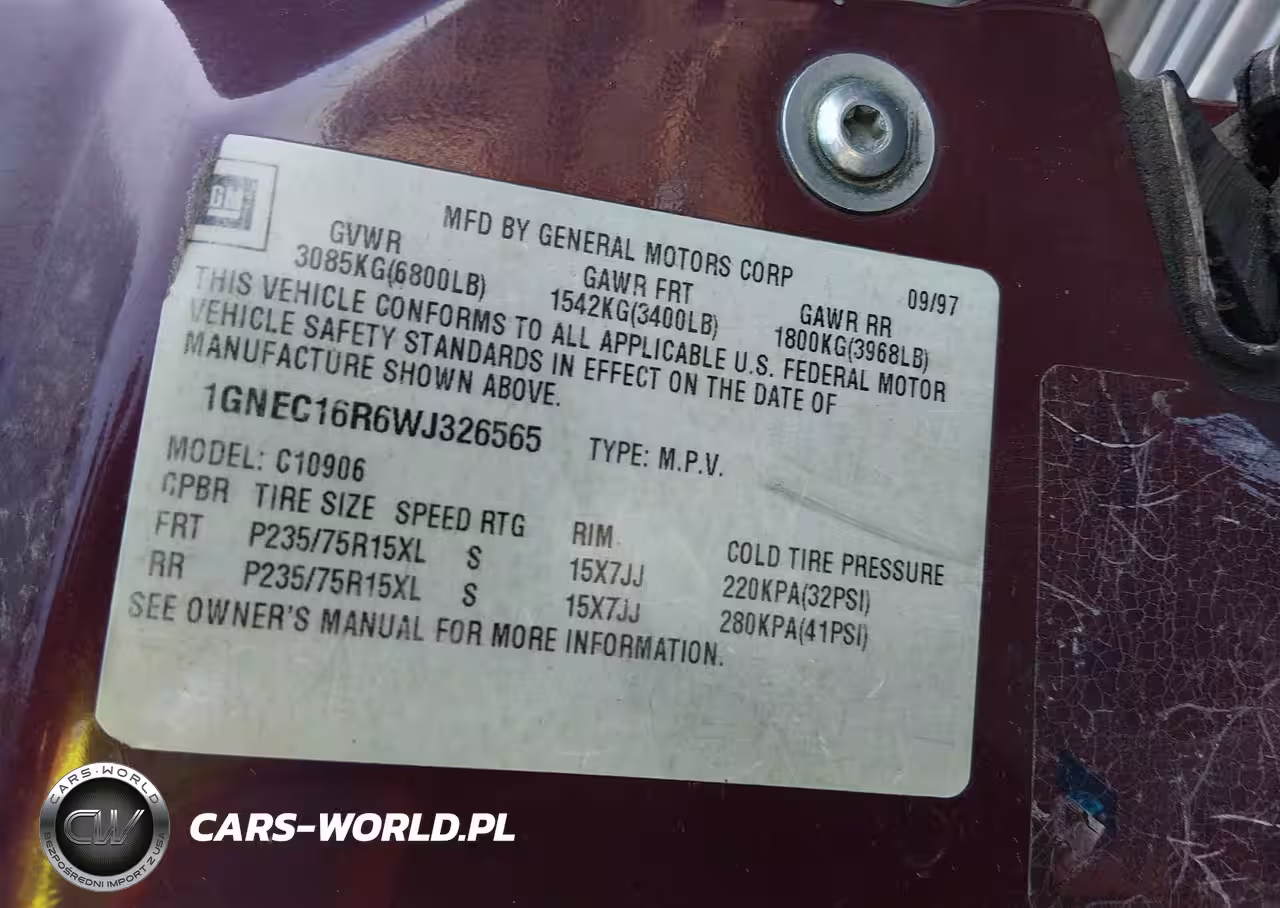 GM
MFD BY GENERAL MOTORS CORP 09/97
GVWR GAWR FRT GAWR RR
3085KG(6800LB) 1542KG(3400LB) 1800KG(3968LB)
THIS VEHICLE CONFORMS TO ALL APPLICABLE U.S. FEDERAL MOTOR
VEHICLE SAFETY STANDARDS IN EFFECT ON THE DATE OF
MANUFACTURE SHOWN ABOVE.
1GNEC16R6WJ326565 TYPE: M.P.V.
MODEL: C10906
CPBR TIRE SIZE SPEED RTG RIM COLD TIRE PRESSURE
FRT P235/75R15XL S 15X7JJ 220KPA(32PSI)
RR P235/75R15XL S 15X7JJ 280KPA(41PSI)
SEE OWNER'S MANUAL FOR MORE INFORMATION.
CARS-WORLD
CW
BEZPOŚREDNI IMPORT Z USA
CARS-WORLD.PL